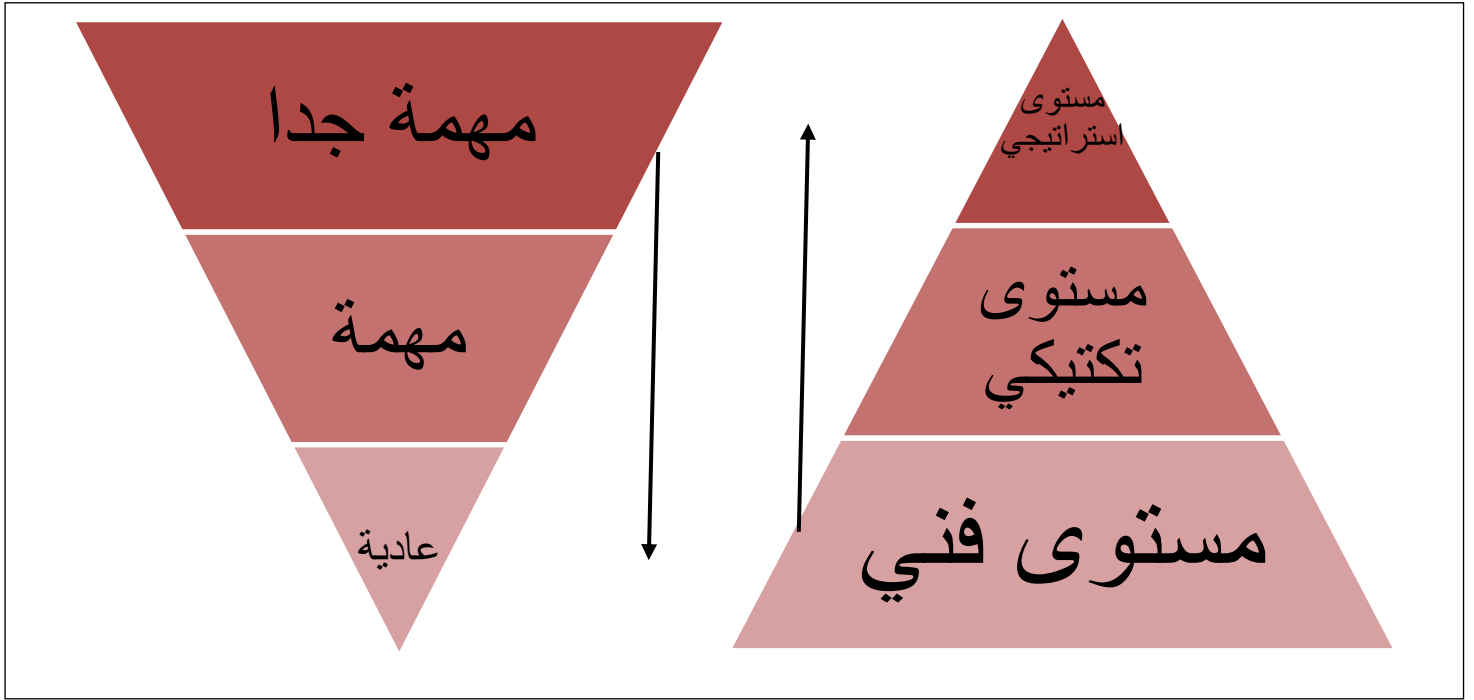 مستوى
استراتيجي
مستوى
تكتيكي
مستوى فني
مهمة جدا
مهمة
عادية